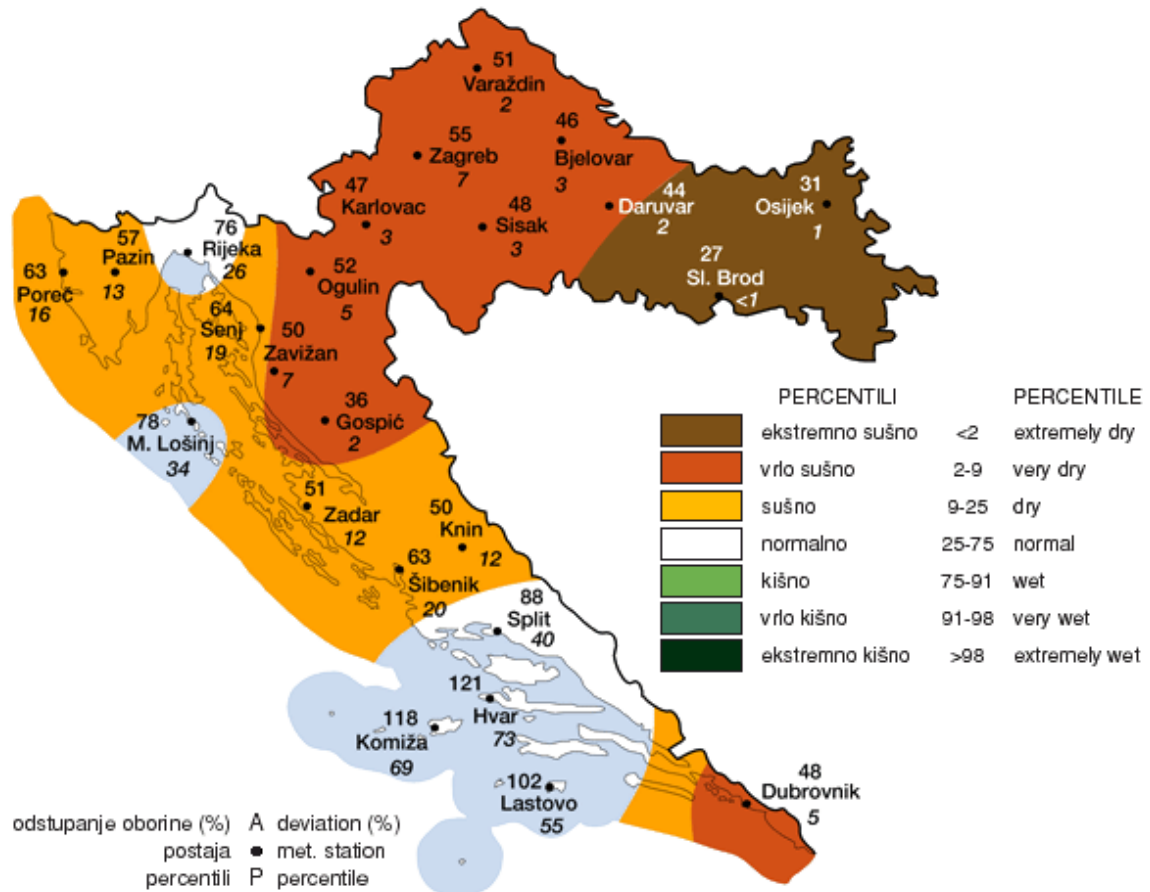 51
Varaždin
2
55
Zagreb
7
46
Bjelovar
3
47
Karlovac
3
48
Sisak
3
44
Daruvar
2
31
Osijek
1
27
Sl. Brod
<1
57
Pazin
13
76
Rijeka
26
63
Poreč
16
52
Ogulin
5
64
Senj
19
50
Zavižan
7
36
Gospić
2
78
M. Lošinj
34
51
Zadar
12
50
Knin
12
63
Šibenik
20
88
Split
40
121
Hvar
73
118
Komiža
69
102
Lastovo
55
48
Dubrovnik
5
PERCENTILI PERCENTILE
ekstremno sušno <2 extremely dry
vrlo sušno 2-9 very dry
sušno 9-25 dry
normalno 25-75 normal
kišno 75-91 wet
vrlo kišno 91-98 very wet
ekstremno kišno >98 extremely wet
odstupanje oborine (%) A deviation (%)
postaja ● met. station
percentili P percentile